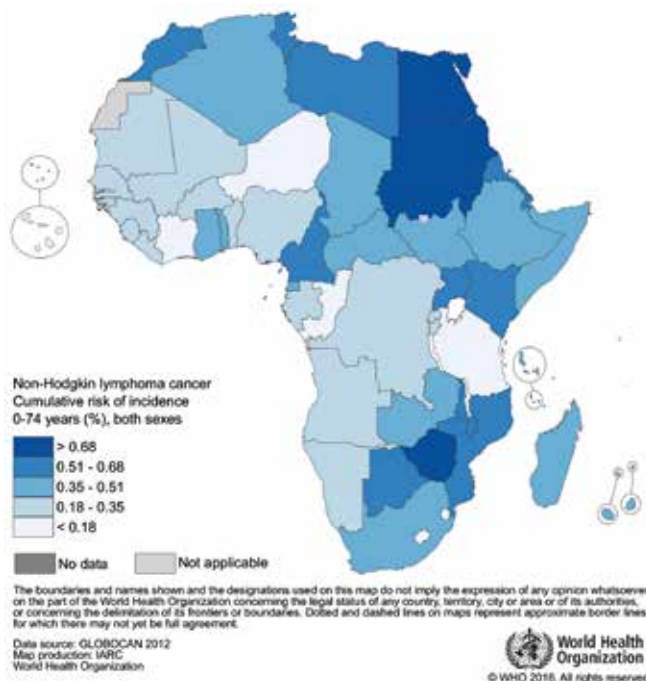 Non-Hodgkin lymphoma cancer
Cumulative risk of incidence
0-74 years (%), both sexes
> 0.68
0.51 - 0.68
0.35 - 0.51
0.18 - 0.35
< 0.18
No data
Not applicable
The boundaries and names shown and the designations used on this map do not imply the expression of any opinion whatsoever
on the part of the World Health Organization concerning the legal status of any country, territory, city or area or of its authorities,
or concerning the delimitation of its frontiers or boundaries. Dotted and dashed lines on maps represent approximate border lines
for which there may not yet be full agreement.
Data source: GLOBOCAN 2012
Map production: IARC
World Health Organization
World Health
Organization
© WHO 2016. All rights reserved